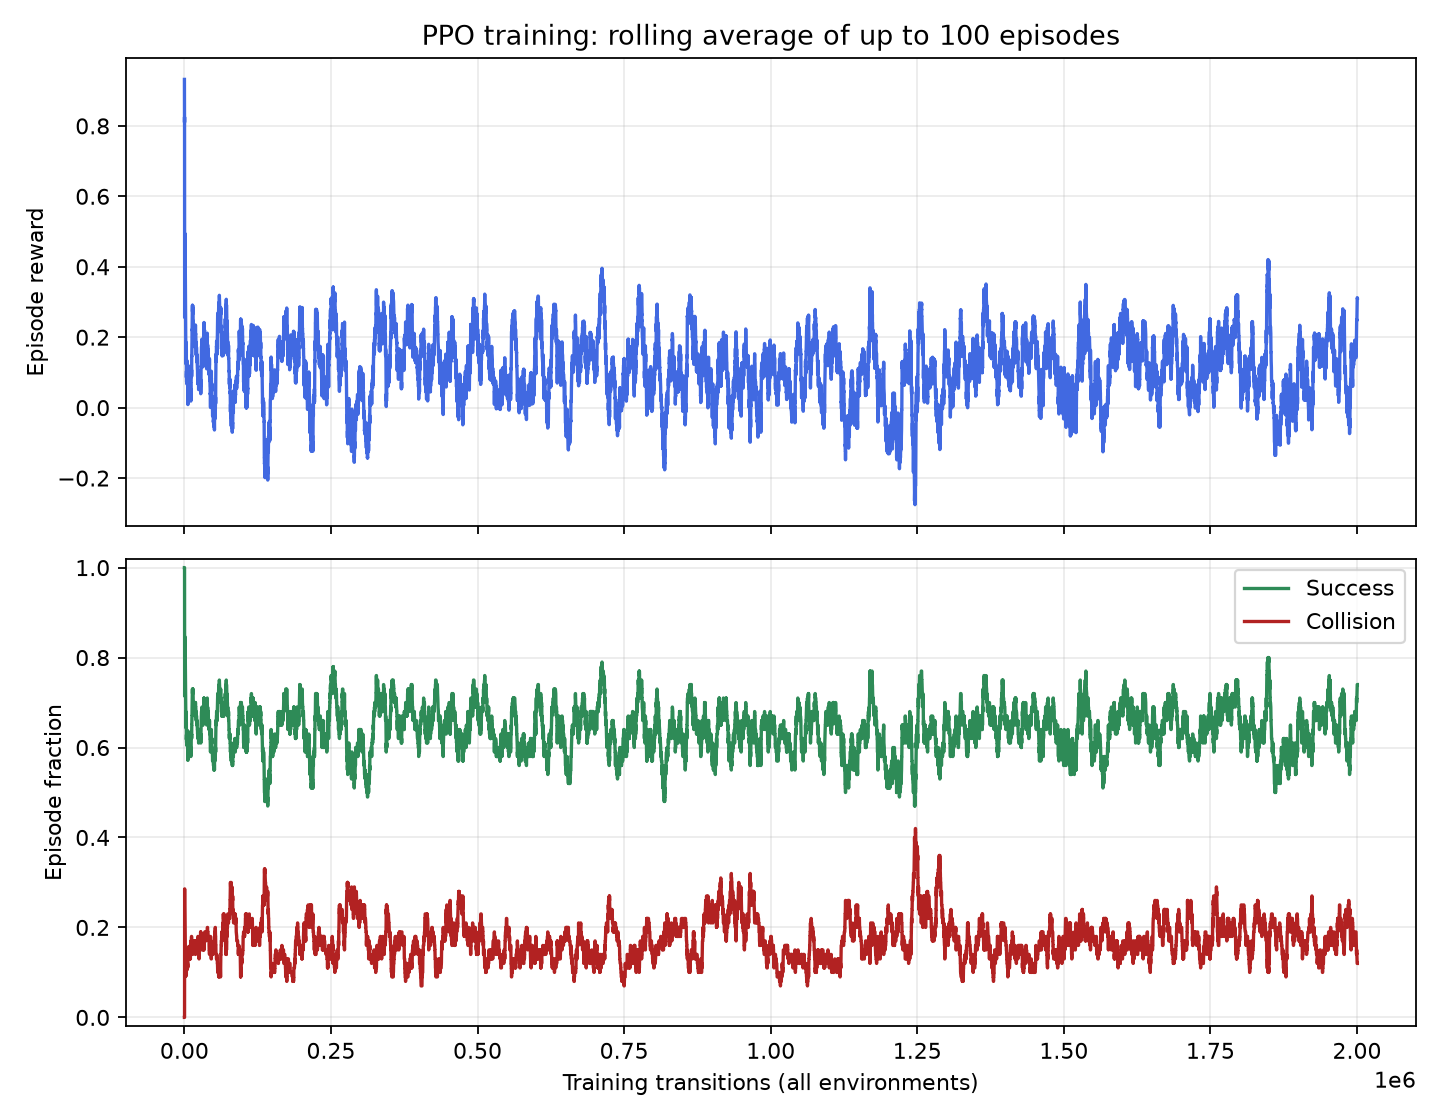 PPO training: rolling average of up to 100 episodes
Episode reward
0.8
0.6
0.4
0.2
0.0
−0.2
Episode fraction
1.0
0.8
0.6
0.4
0.2
0.0
Success
Collision
0.00 0.25 0.50 0.75 1.00 1.25 1.50 1.75 2.00
1e6
Training transitions (all environments)